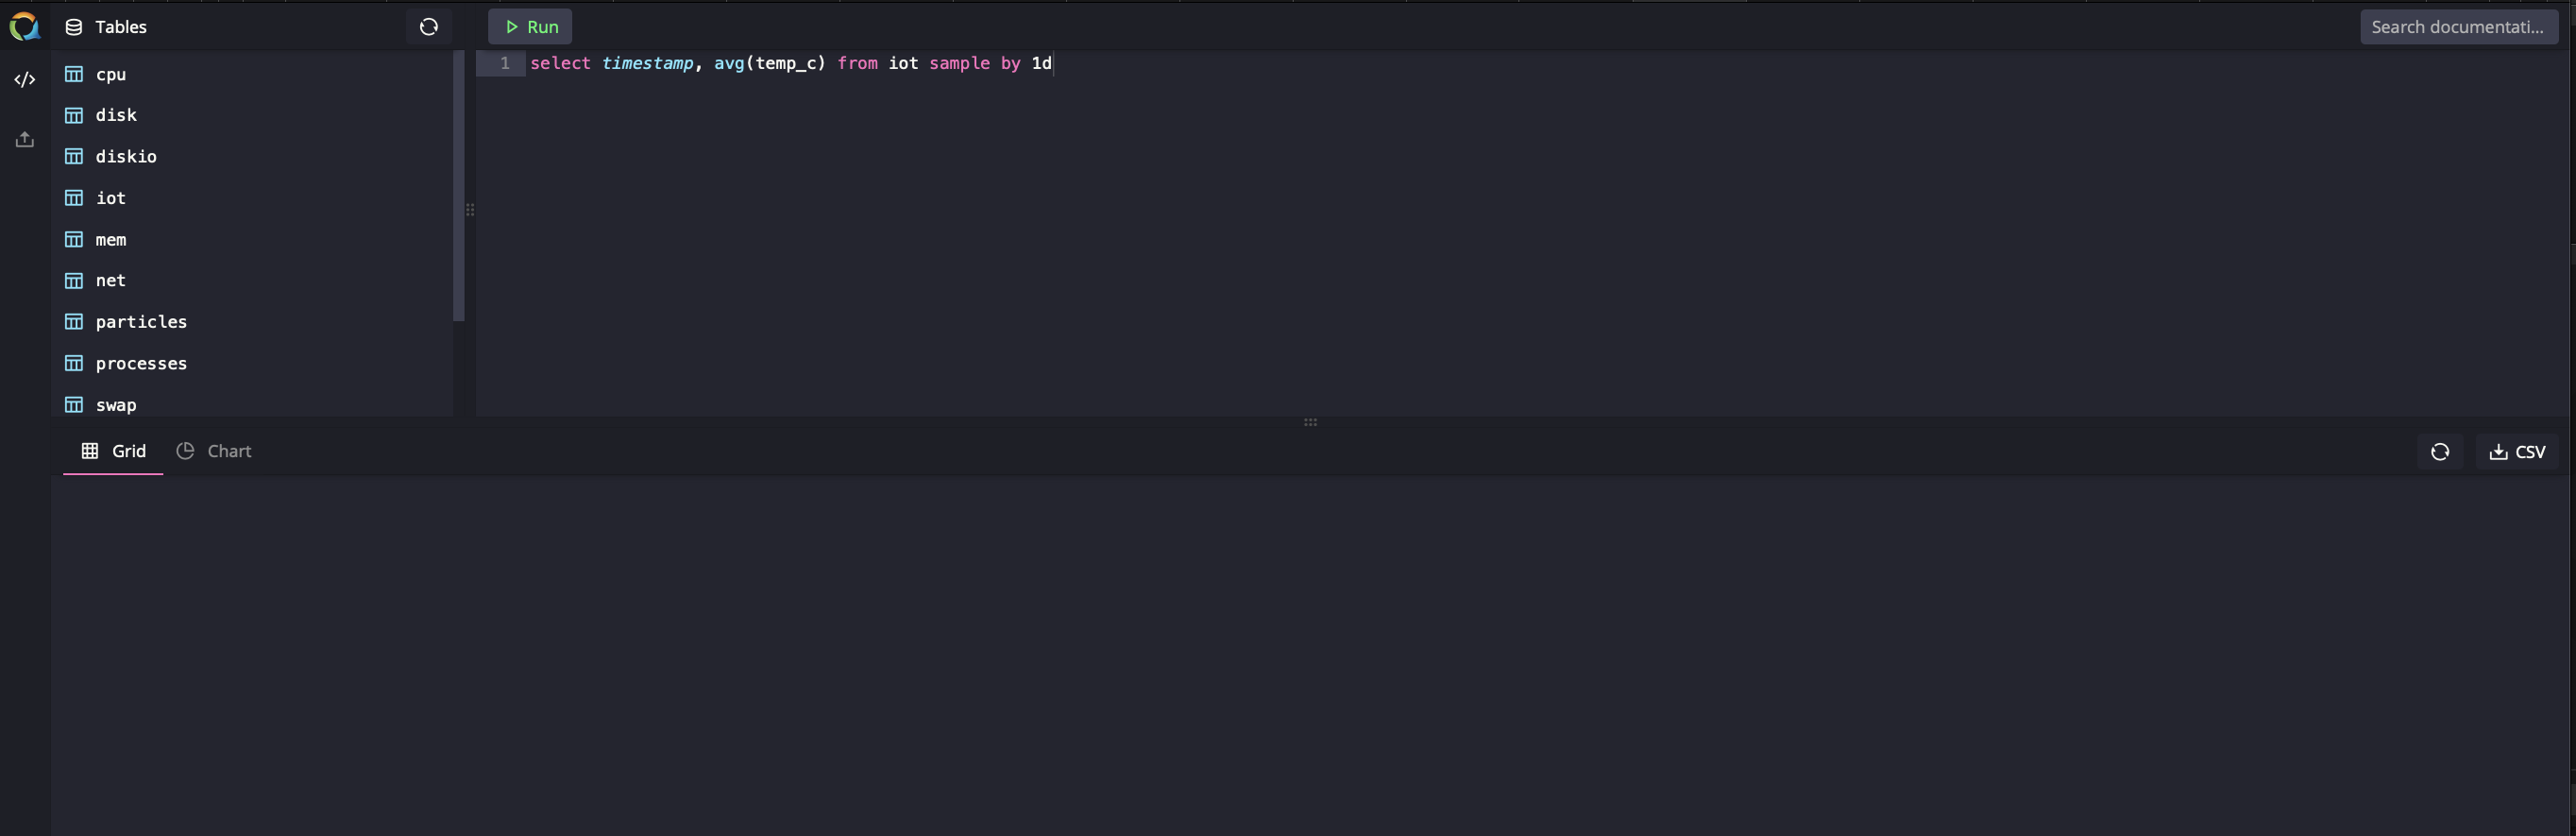 Tables
Run
Search documentati...
cpu
disk
diskio
iot
mem
net
particles
processes
swap
1 select timestamp, avg(temp_c) from iot sample by 1d
Grid
Chart
CSV